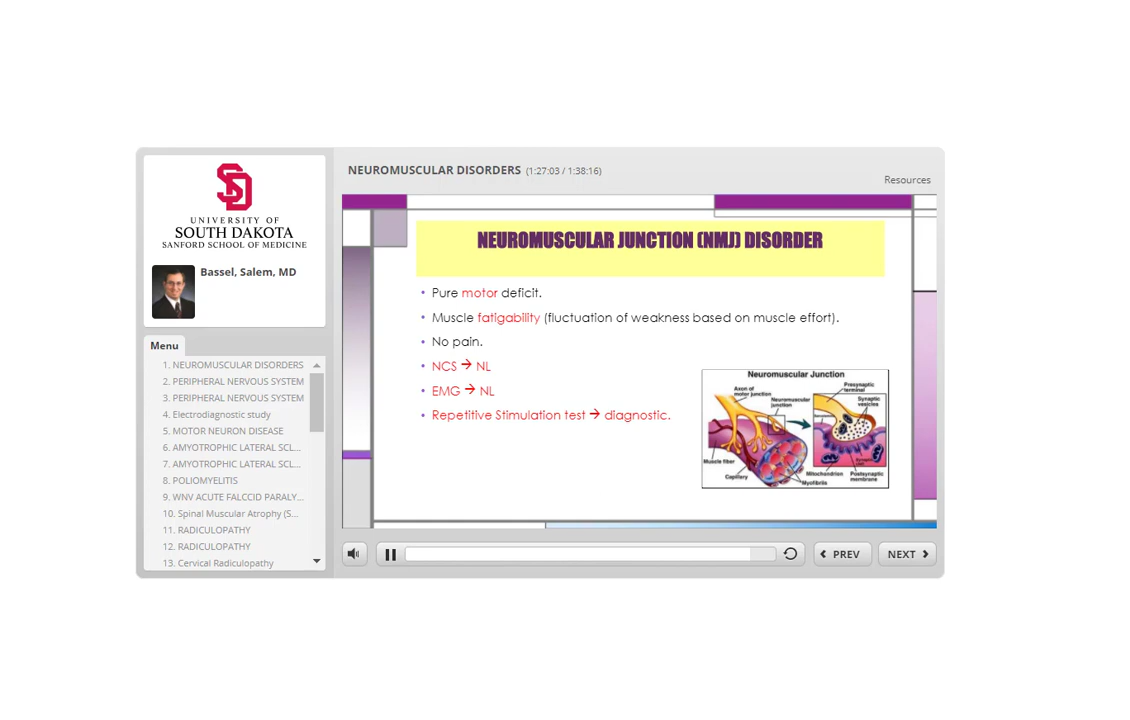 UNIVERSITY OF
SOUTH DAKOTA
SANFORD SCHOOL OF MEDICINE
Bassel, Salem, MD
Menu
1. NEUROMUSCULAR DISORDERS
2. PERIPHERAL NERVOUS SYSTEM
3. PERIPHERAL NERVOUS SYSTEM
4. Electrodiagnostic study
5. MOTOR NEURON DISEASE
6. AMYOTROPHIC LATERAL SCL...
7. AMYOTROPHIC LATERAL SCL...
8. POLIOMYELITIS
9. WNV ACUTE FALCCID PARALY...
10. Spinal Muscular Atrophy (S...
11. RADICULOPATHY
12. RADICULOPATHY
13. Cervical Radiculopathy
NEUROMUSCULAR DISORDERS (1:27:03 / 1:38:16)
Resources
NEUROMUSCULAR JUNCTION (NMJ) DISORDER
• Pure motor deficit.
• Muscle fatigability (fluctuation of weakness based on muscle effort).
• No pain.
• NCS → NL
• EMG → NL
• Repetitive Stimulation test → diagnostic.
Neuromuscular Junction
Axon of
motor junction
Neuromuscular
junction
Presynaptic
terminal
Synaptic
vesicles
Muscle fiber
Capillary
Myofibrils
Mitochondrion
Postsynaptic
membrane
PREV
NEXT